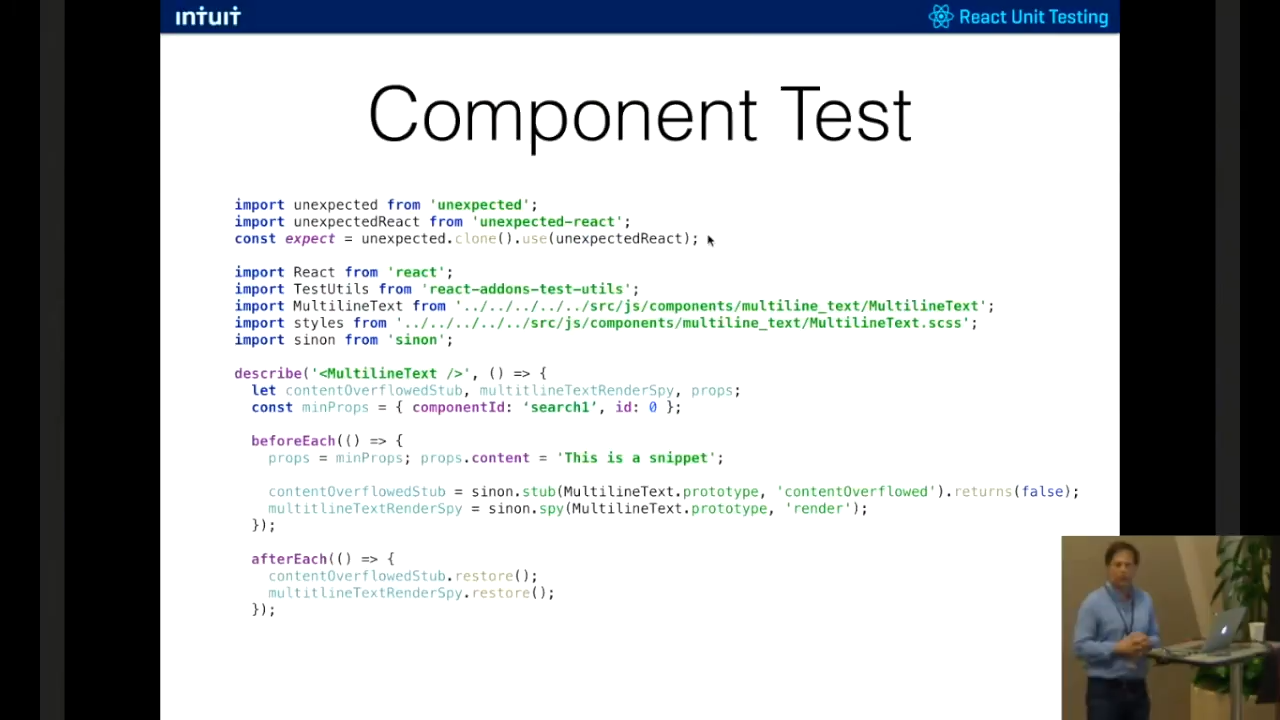 ıntuıt
React Unit Testing
Component Test
import unexpected from 'unexpected';
import unexpectedReact from 'unexpected-react';
const expect = unexpected.clone().use(unexpectedReact);
import React from 'react';
import TestUtils from 'react-addons-test-utils';
import MultilineText from '../../../../../src/js/components/multiline_text/MultilineText';
import styles from '../../../../../src/js/components/multiline_text/MultilineText.scss';
import sinon from 'sinon';
describe('<MultilineText />', () => {
let contentOverflowedStub, multitlineTextRenderSpy, props;
const minProps = { componentId: ‘search1’, id: 0 };
beforeEach(() => {
props = minProps; props.content = 'This is a snippet';
contentOverflowedStub = sinon.stub(MultilineText.prototype, 'contentOverflowed').returns(false);
multitlineTextRenderSpy = sinon.spy(MultilineText.prototype, 'render');
});
afterEach(() => {
contentOverflowedStub.restore();
multitlineTextRenderSpy.restore();
});